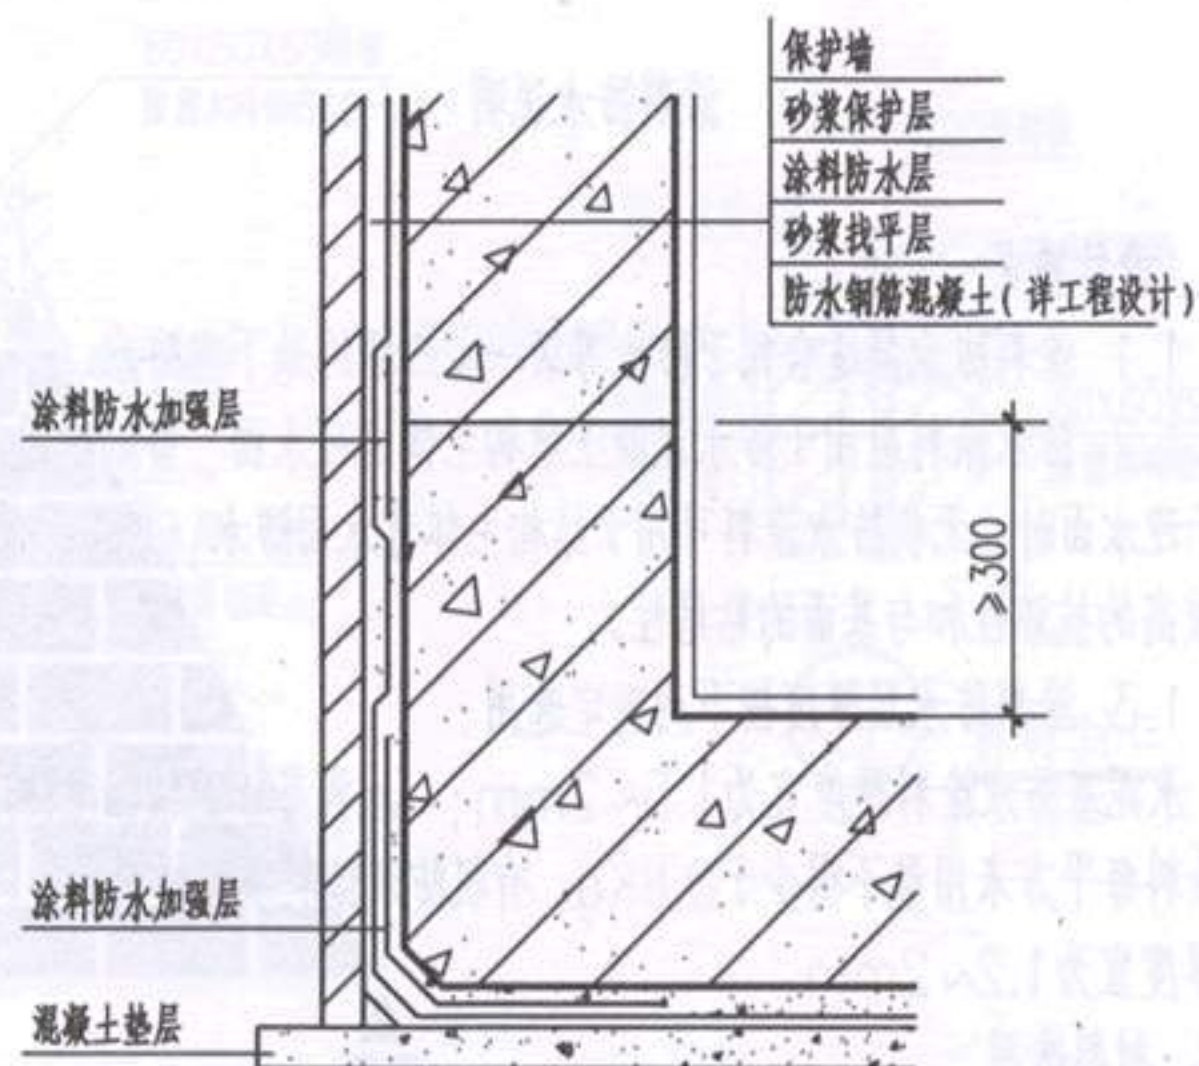 保护墙
砂浆保护层
涂料防水层
砂浆找平层
防水钢筋混凝土(详工程设计)
涂料防水加强层
≥300
涂料防水加强层
混凝土垫层